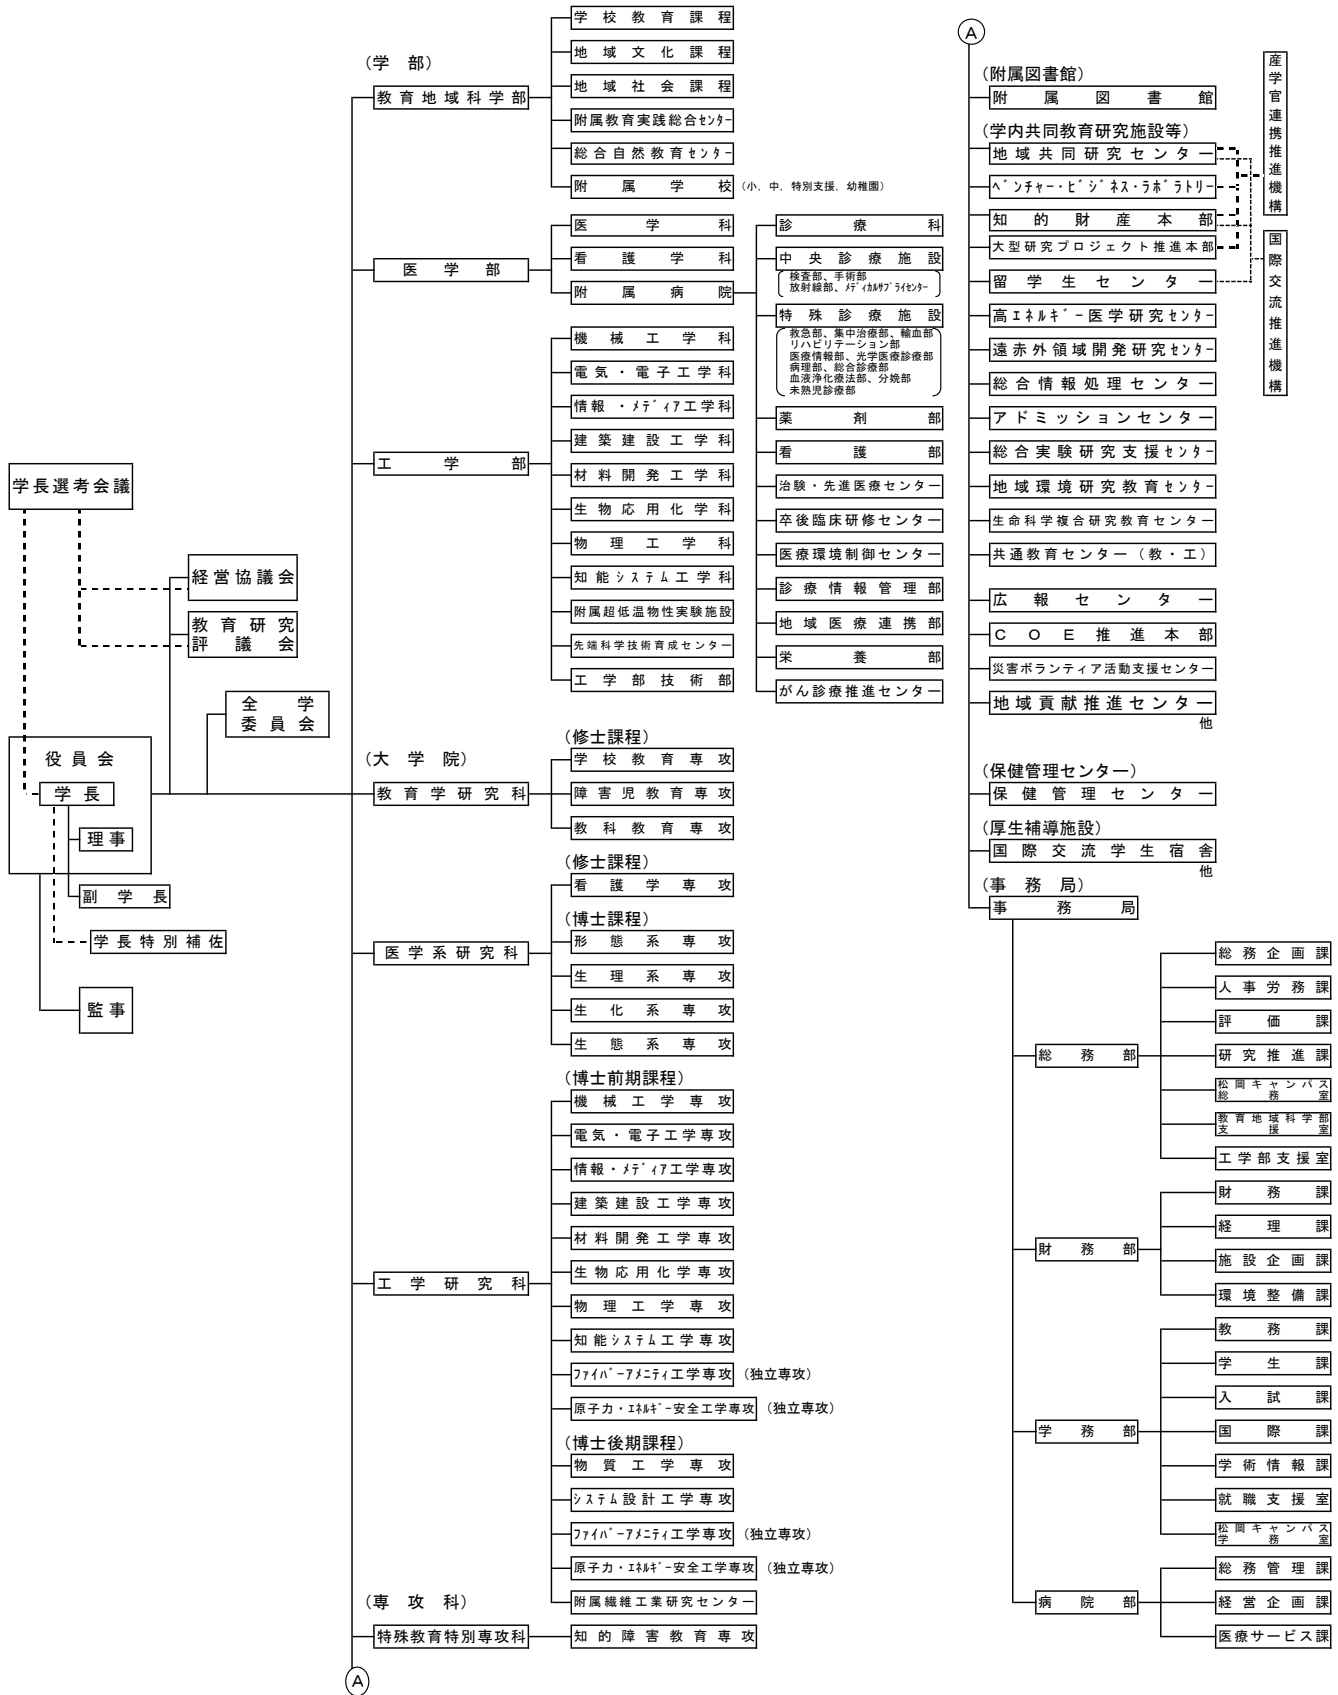 学長選考会議
経営協議会
教育研究
評議会
全学
委員会
役員会
学長
理事
副学長
学長特別補佐
監事
(学部)
教育地域科学部
学校教育課程
地域文化課程
地域社会課程
附属教育実践総合センター
総合自然教育センター
附属学校
(小、中、特別支援、幼稚園)
医学部
医学科
看護学科
附属病院
診療科
中央診療施設
検査部、手術部
放射線部、メディカルサプライセンター
特殊診療施設
救急部、集中治療部、輸血部
リハビリテーション部
医療情報部、光学医療診療部
病理部、総合診療部
血液浄化療法部、分娩部
未熟児診療部
薬剤部
看護部
治験・先進医療センター
卒後臨床研修センター
医療環境制御センター
診療情報管理部
地域医療連携部
栄養部
がん診療推進センター
工学部
機械工学科
電気・電子工学科
情報・メディア工学科
建築建設工学科
材料開発工学科
生物応用化学科
物理工学科
知能システム工学科
附属超低温物性実験施設
先端科学技術育成センター
工学部技術部
(大学院)
教育学研究科
(修士課程)
学校教育専攻
障害児教育専攻
教科教育専攻
医学系研究科
(修士課程)
看護学専攻
(博士課程)
形態系専攻
生理系専攻
生化系専攻
生態系専攻
工学研究科
(博士前期課程)
機械工学専攻
電気・電子工学専攻
情報・メディア工学専攻
建築建設工学専攻
材料開発工学専攻
生物応用化学専攻
物理工学専攻
知能システム工学専攻
ファイバーアメニティ工学専攻 (独立専攻)
原子力・エネルギー安全工学専攻 (独立専攻)
(博士後期課程)
物質工学専攻
システム設計工学専攻
ファイバーアメニティ工学専攻 (独立専攻)
原子力・エネルギー安全工学専攻 (独立専攻)
附属繊維工業研究センター
(専攻科)
特殊教育特別専攻科
知的障害教育専攻
A
A
(附属図書館)
附属図書館
(学内共同教育研究施設等)
地域共同研究センター
ベンチャー・ビジネス・ラボラトリー
知的財産本部
大型研究プロジェクト推進本部
留学生センター
高エネルギー医学研究センター
遠赤外領域開発研究センター
総合情報処理センター
アドミッションセンター
総合実験研究支援センター
地域環境研究教育センター
生命科学複合研究教育センター
共通教育センター(教・工)
広報センター
COE推進本部
災害ボランティア活動支援センター
地域貢献推進センター
他
産学官連携推進機構
国際交流推進機構
(保健管理センター)
保健管理センター
(厚生補導施設)
国際交流学生宿舎
他
(事務局)
事務局
総務部
総務企画課
人事労務課
評価課
研究推進課
松岡キャンパス
総務室
教育地域科学部
支援室
工学部支援室
財務部
財務課
経理課
施設企画課
環境整備課
学務部
教務課
学生課
入試課
国際課
学術情報課
就職支援室
松岡キャンパス
学務室
病院部
総務管理課
経営企画課
医療サービス課